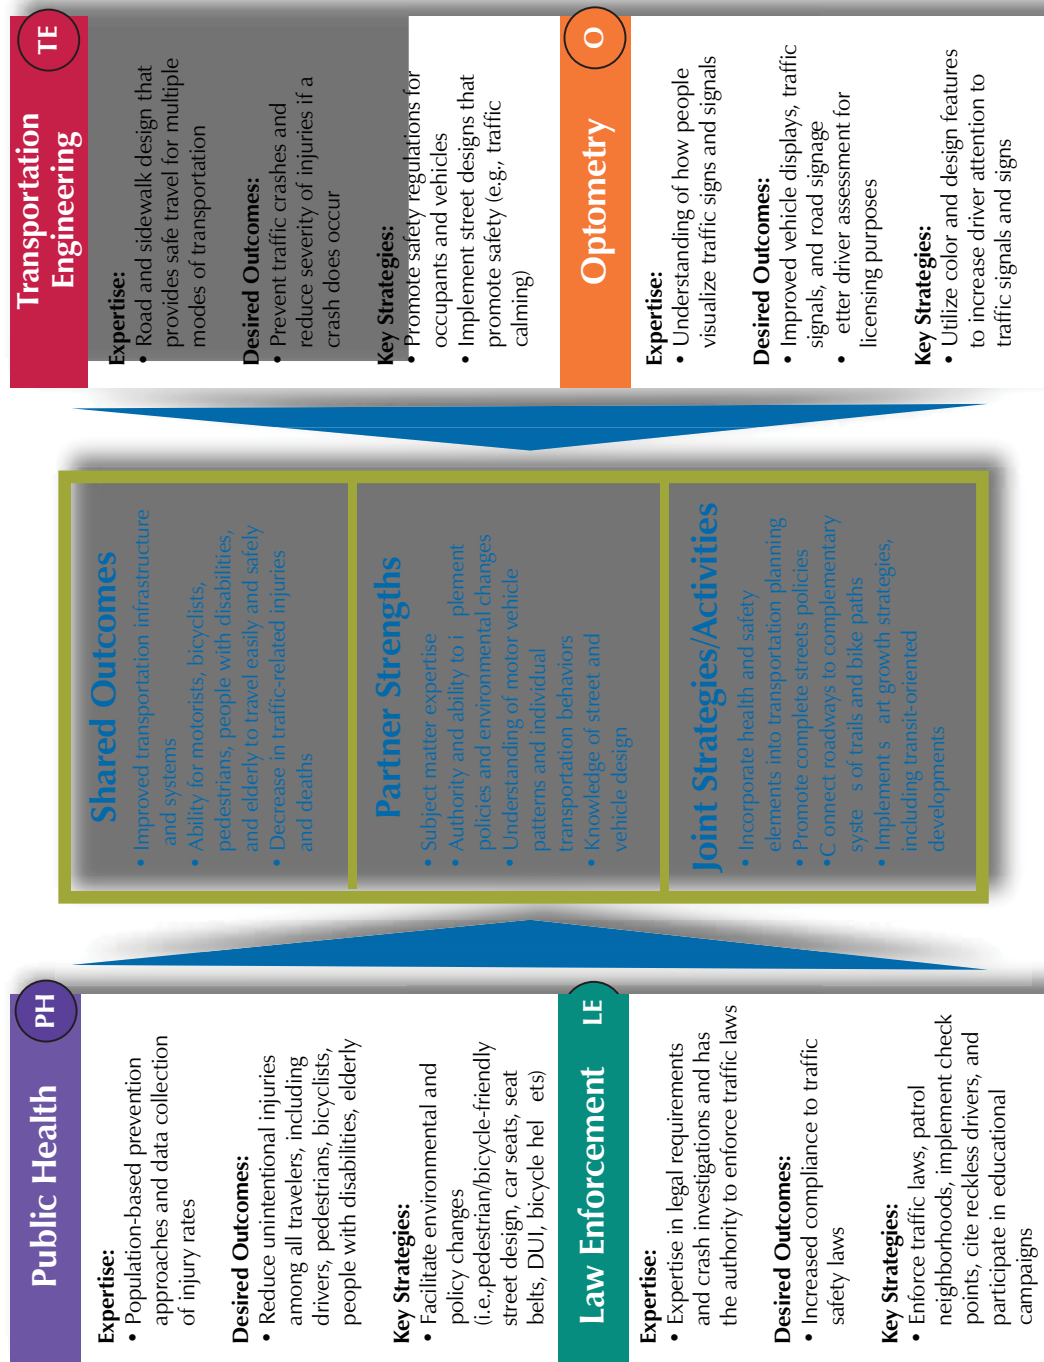 Public Health
PH
Expertise:
• Population-based prevention
approaches and data collection
of injury rates
Desired Outcomes:
• Reduce unintentional injuries
among all travelers, including
drivers, pedestrians, bicyclists,
people with disabilities, elderly
Key Strategies:
• Facilitate environmental and
policy changes
(i.e.,pedestrian/bicycle-friendly
street design, car seats, seat
belts, DUI, bicycle hel ets)
Law Enforcement
LE
Expertise:
• Expertise in legal requirements
and crash investigations and has
the authority to enforce traffic laws
Desired Outcomes:
• Increased compliance to traffic
safety laws
Key Strategies:
• Enforce traffic laws, patrol
neighborhoods, implement check
points, cite reckless drivers, and
participate in educational
campaigns
Shared Outcomes
• Improved transportation infrastructure
and systems
• Ability for motorists, bicyclists,
pedestrians, people with disabilities,
and elderly to travel easily and safely
• Decrease in traffic-related injuries
and deaths
Partner Strengths
• Subject matter expertise
• Authority and ability to i plement
policies and environmental changes
• Understanding of motor vehicle
patterns and individual
transportation behaviors
• Knowledge of street and
vehicle design
Joint Strategies/Activities
• Incorporate health and safety
elements into transportation planning
• Promote complete streets policies
•C onnect roadways to complementary
syste s of trails and bike paths
• Implement s art growth strategies,
including transit-oriented
developments
Transportation
Engineering
TE
Expertise:
• Road and sidewalk design that
provides safe travel for multiple
modes of transportation
Desired Outcomes:
• Prevent traffic crashes and
reduce severity of injuries if a
crash does occur
Key Strategies:
• Promote safety regulations for
occupants and vehicles
• Implement street designs that
promote safety (e.g., traffic
calming)
Optometry
O
Expertise:
• Understanding of how people
visualize traffic signs and signals
Desired Outcomes:
• Improved vehicle displays, traffic
signals, and road signage
• etter driver assessment for
licensing purposes
Key Strategies:
• Utilize color and design features
to increase driver attention to
traffic signals and signs